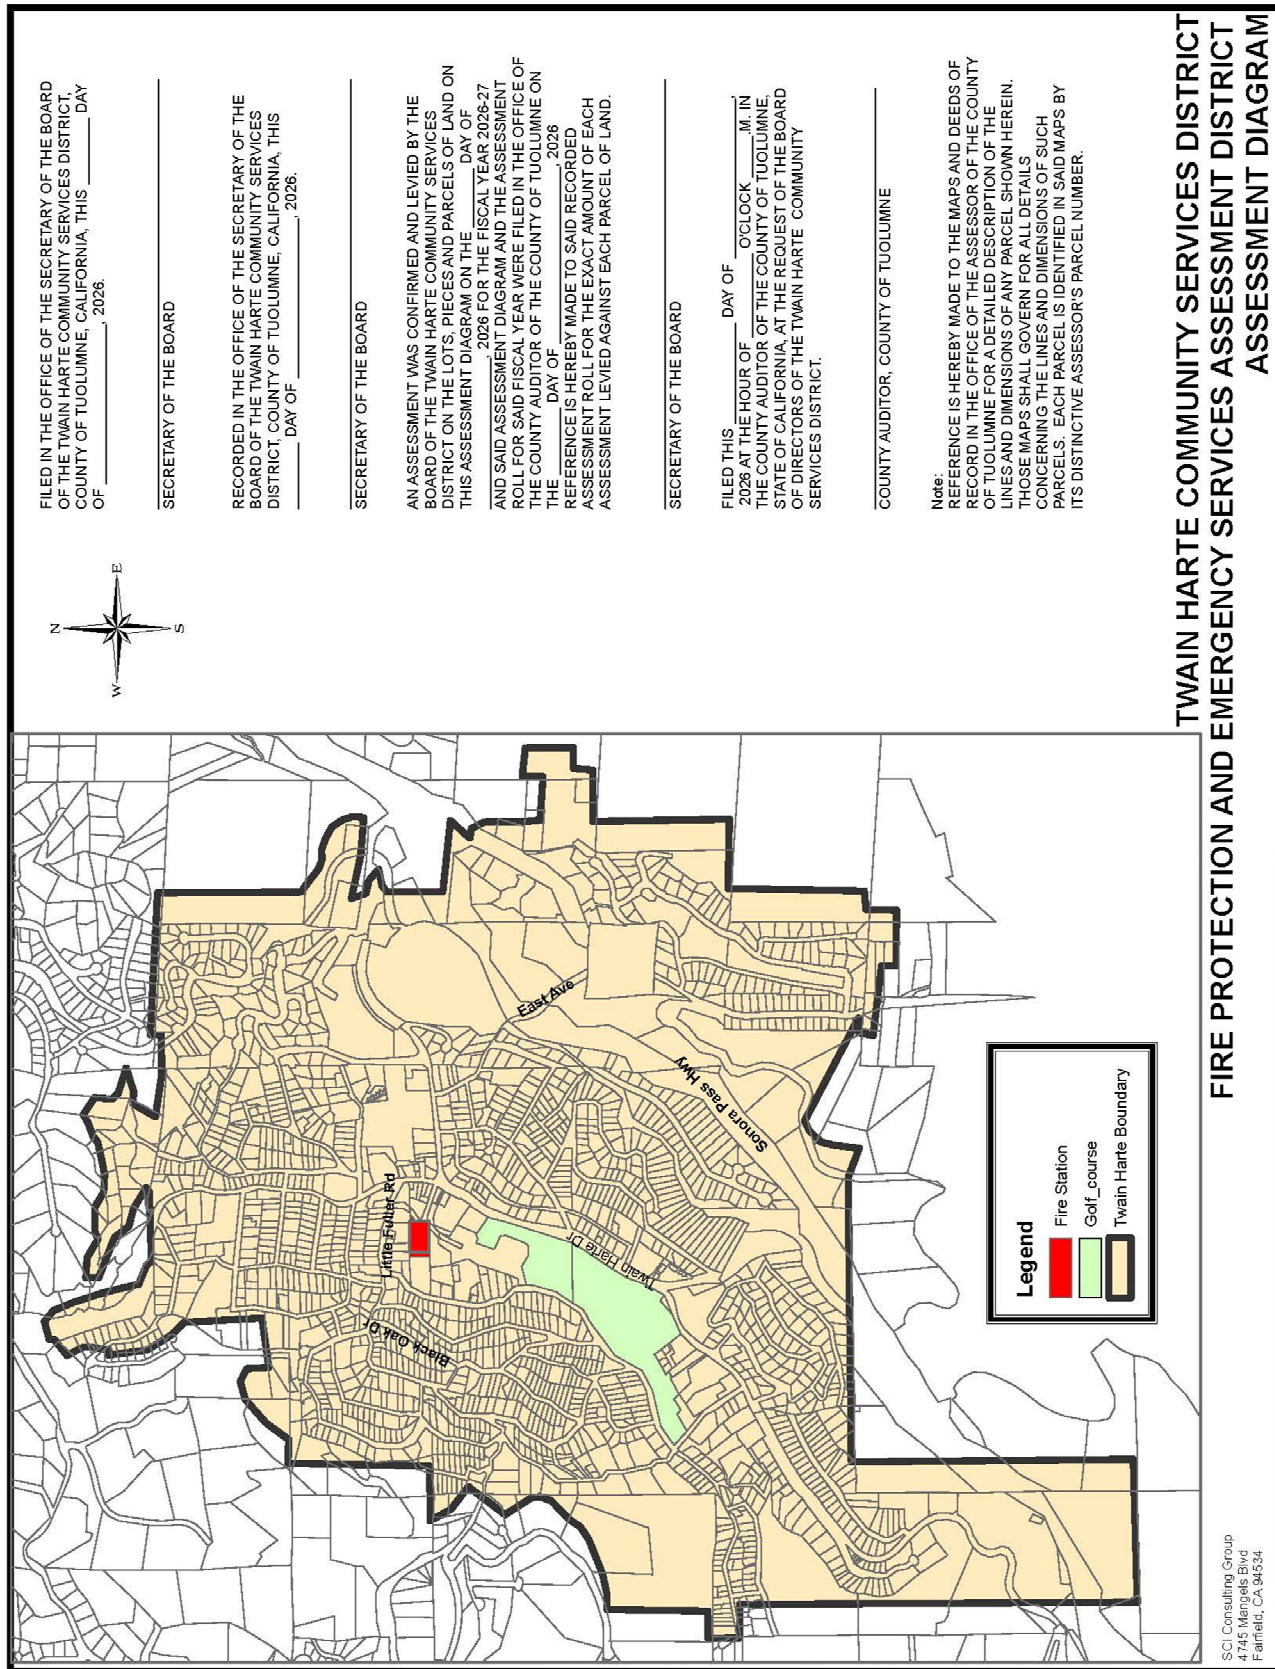 FILED IN THE OFFICE OF THE SECRETARY OF THE BOARD
OF THE TWAIN HARTE COMMUNITY SERVICES DISTRICT,
COUNTY OF TUOLUMNE, CALIFORNIA, THIS ______ DAY
OF __________, 2026.
SECRETARY OF THE BOARD
RECORDED IN THE OFFICE OF THE SECRETARY OF THE
BOARD OF THE TWAIN HARTE COMMUNITY SERVICES
DISTRICT, COUNTY OF TUOLUMNE, CALIFORNIA, THIS
________ DAY OF __________, 2026.
SECRETARY OF THE BOARD
AN ASSESSMENT WAS CONFIRMED AND LEVIED BY THE
BOARD OF THE TWAIN HARTE COMMUNITY SERVICES
DISTRICT ON THE LOTS, PIECES AND PARCELS OF LAND ON
THIS ASSESSMENT DIAGRAM ON THE ______ DAY OF
__________, 2026 FOR THE FISCAL YEAR 2026-27
AND SAID ASSESSMENT DIAGRAM AND THE ASSESSMENT
ROLL FOR SAID FISCAL YEAR WERE FILED IN THE OFFICE OF
THE COUNTY AUDITOR OF THE COUNTY OF TUOLUMNE ON
THE ______ DAY OF __________, 2026
REFERENCE IS HEREBY MADE TO SAID RECORDED
ASSESSMENT ROLL FOR THE EXACT AMOUNT OF EACH
ASSESSMENT LEVIED AGAINST EACH PARCEL OF LAND.
SECRETARY OF THE BOARD
FILED THIS ______ DAY OF __________,
2026 AT THE HOUR OF ______ O'CLOCK ____.M. IN
THE COUNTY AUDITOR OF THE COUNTY OF TUOLUMNE,
STATE OF CALIFORNIA, AT THE REQUEST OF THE BOARD
OF DIRECTORS OF THE TWAIN HARTE COMMUNITY
SERVICES DISTRICT.
COUNTY AUDITOR, COUNTY OF TUOLUMNE
Note:
REFERENCE IS HEREBY MADE TO THE MAPS AND DEEDS OF
RECORD IN THE OFFICE OF THE ASSESSOR OF THE COUNTY
OF TUOLUMNE FOR A DETAILED DESCRIPTION OF THE
LINES AND DIMENSIONS OF ANY PARCEL SHOWN HEREIN.
THOSE MAPS SHALL GOVERN FOR ALL DETAILS
CONCERNING THE LINES AND DIMENSIONS OF SUCH
PARCELS. EACH PARCEL IS IDENTIFIED IN SAID MAPS BY
ITS DISTINCTIVE ASSESSOR'S PARCEL NUMBER.
N
W
E
S
Little Fuller Rd
Black Oak Dr
East Ave
Twain Harte Dr
Sonora Pass Hwy
Legend
Fire Station
Golf_course
Twain Harte Boundary
TWAIN HARTE COMMUNITY SERVICES DISTRICT
FIRE PROTECTION AND EMERGENCY SERVICES ASSESSMENT DISTRICT
ASSESSMENT DIAGRAM
SCI Consulting Group
4745 Mangels Blvd
Fairfield, CA 94534